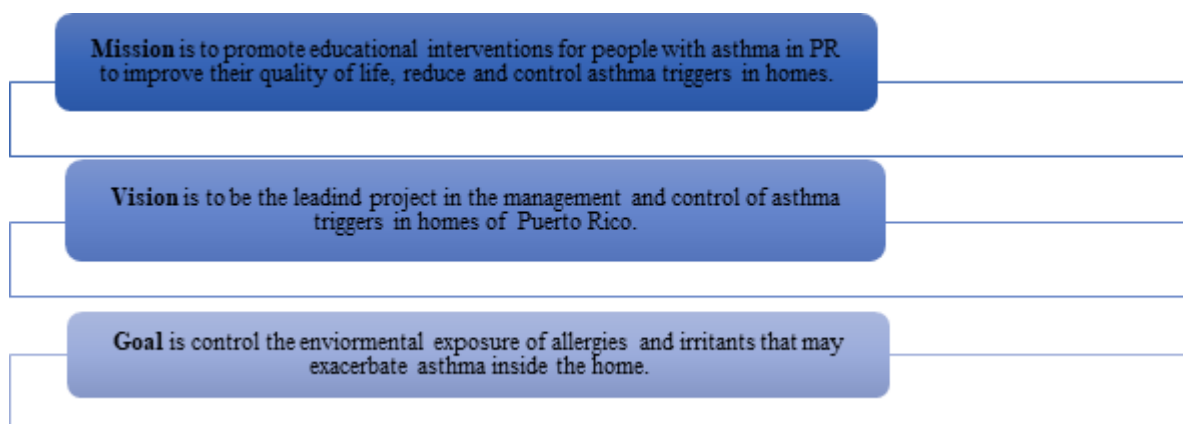 Mission is to promote educational interventions for people with asthma in PR
to improve their quality of life, reduce and control asthma triggers in homes.
Vision is to be the leadind project in the management and control of asthma
triggers in homes of Puerto Rico.
Goal is control the enviormental exposure of allergies and irritants that may
exacerbate asthma inside the home.